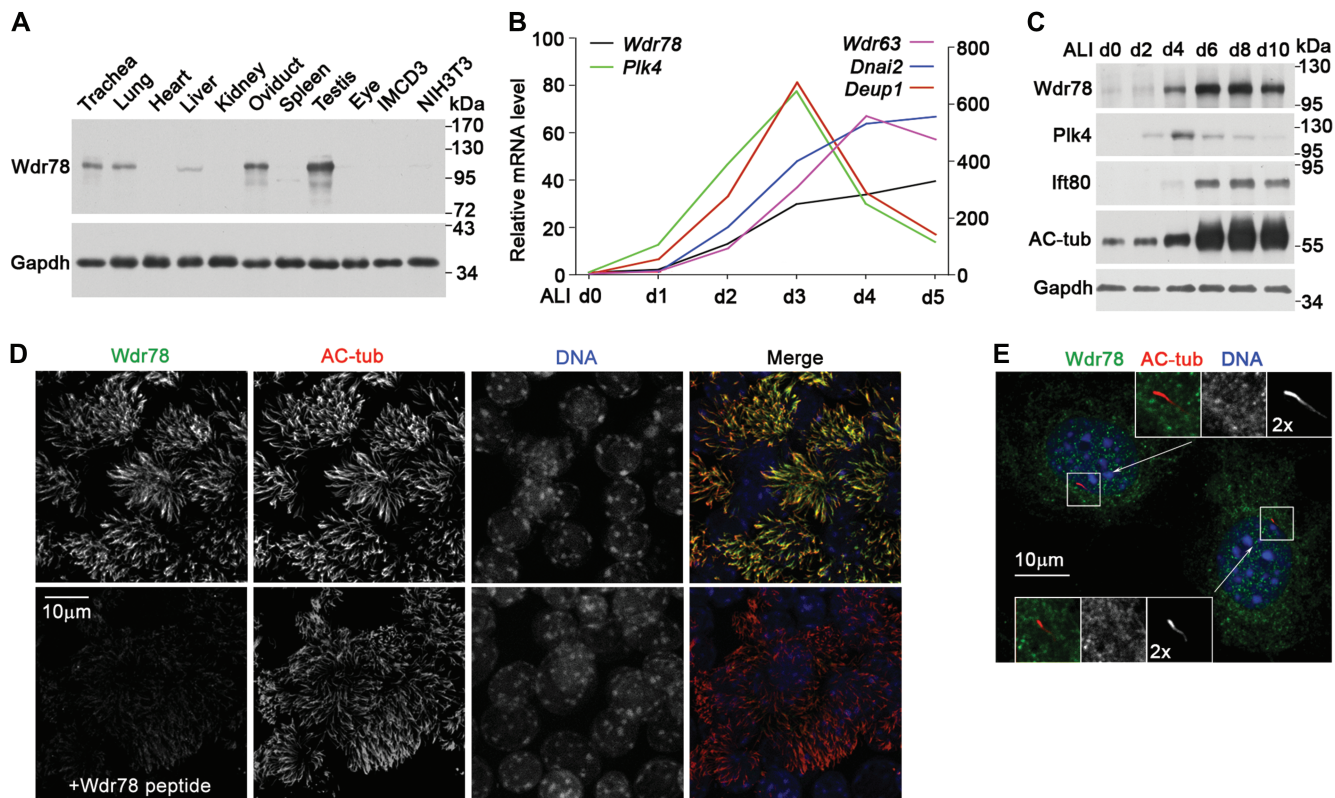 A
Trachea
Lung
Heart
Liver
Kidney
Oviduct
Spleen
Testis
Eye
IMCD3
NIH3T3
kDa
170
130
Wdr78
95
72
43
Gapdh
34
B
100
80
60
40
20
0
Relative mRNA level
Wdr78
Plk4
Wdr63
Dnai2
Deup1
800
600
400
200
0
ALI d0 d1 d2 d3 d4 d5
C
ALI d0 d2 d4 d6 d8 d10 kDa
130
Wdr78
95
Plk4
130
95
95
Ift80
AC-tub
55
Gapdh
34
D
Wdr78 AC-tub DNA Merge
10μm
+Wdr78 peptide
E
Wdr78 AC-tub DNA
2x
10μm
2x